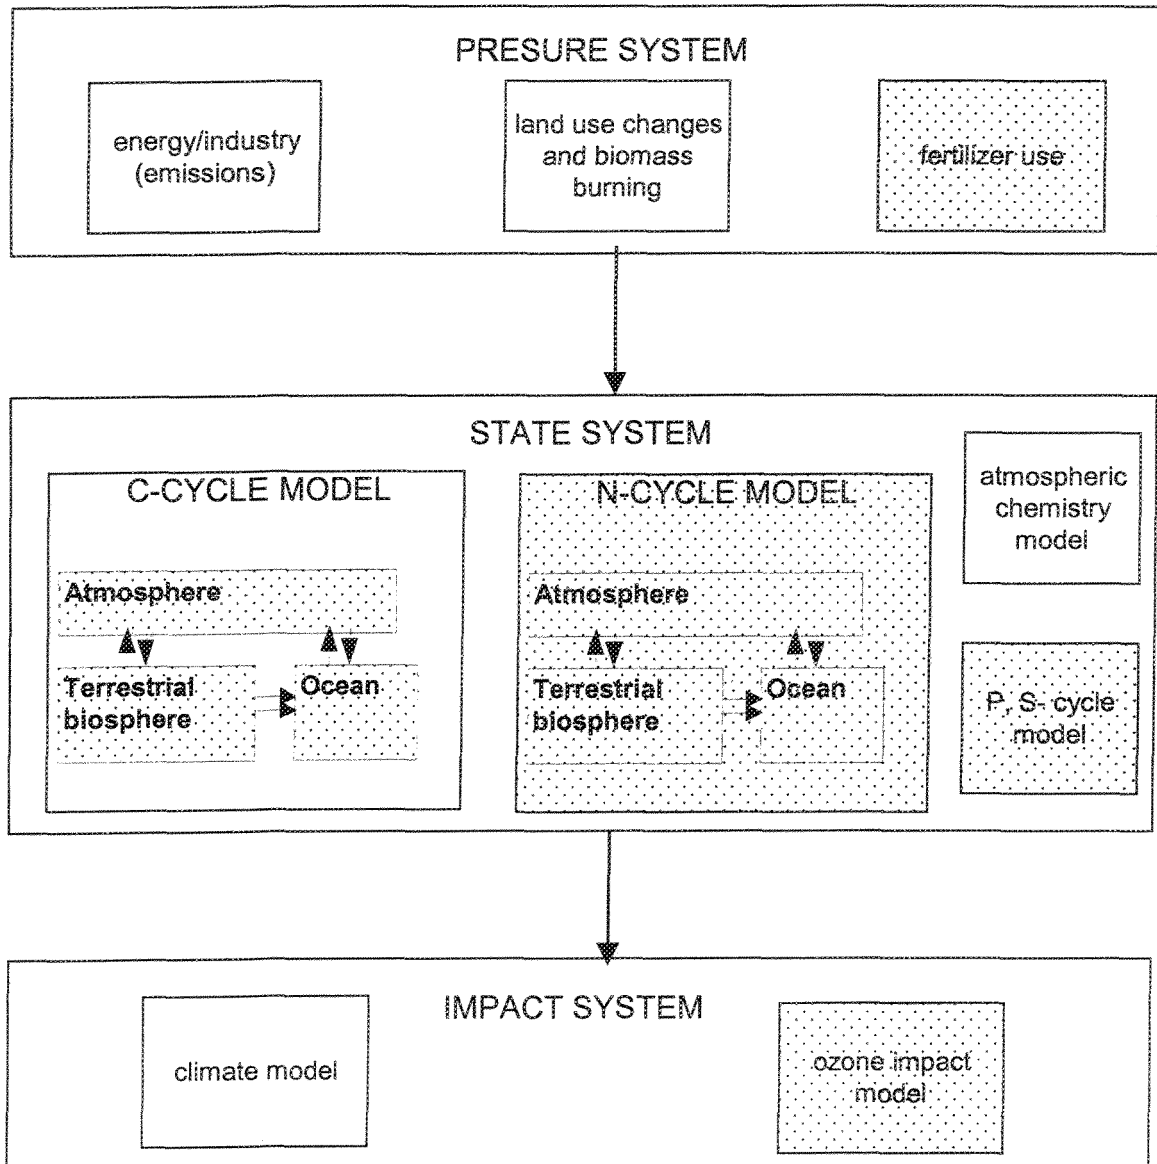 PRESURE SYSTEM
energy/industry
(emissions)
land use changes
and biomass
burning
fertilizer use
STATE SYSTEM
C-CYCLE MODEL
Atmosphere
Terrestrial
biosphere
Ocean
N-CYCLE MODEL
Atmosphere
Terrestrial
biosphere
Ocean
atmospheric
chemistry
model
P, S- cycle
model
IMPACT SYSTEM
climate model
ozone impact
model